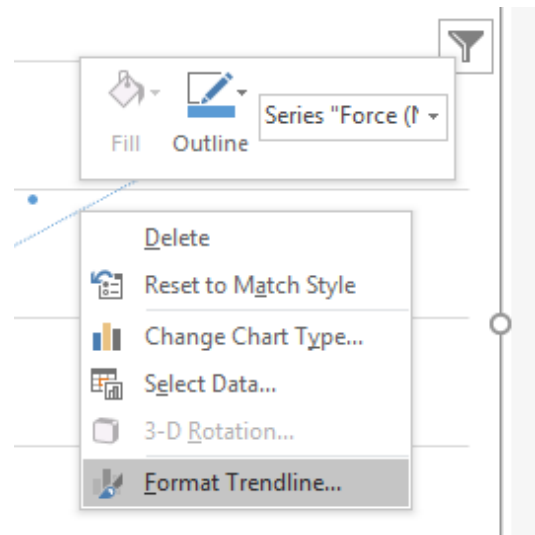 Fill
Outline
Series "Force (N
Delete
Reset to Match Style
Change Chart Type...
Select Data...
3-D Rotation...
Format Trendline...